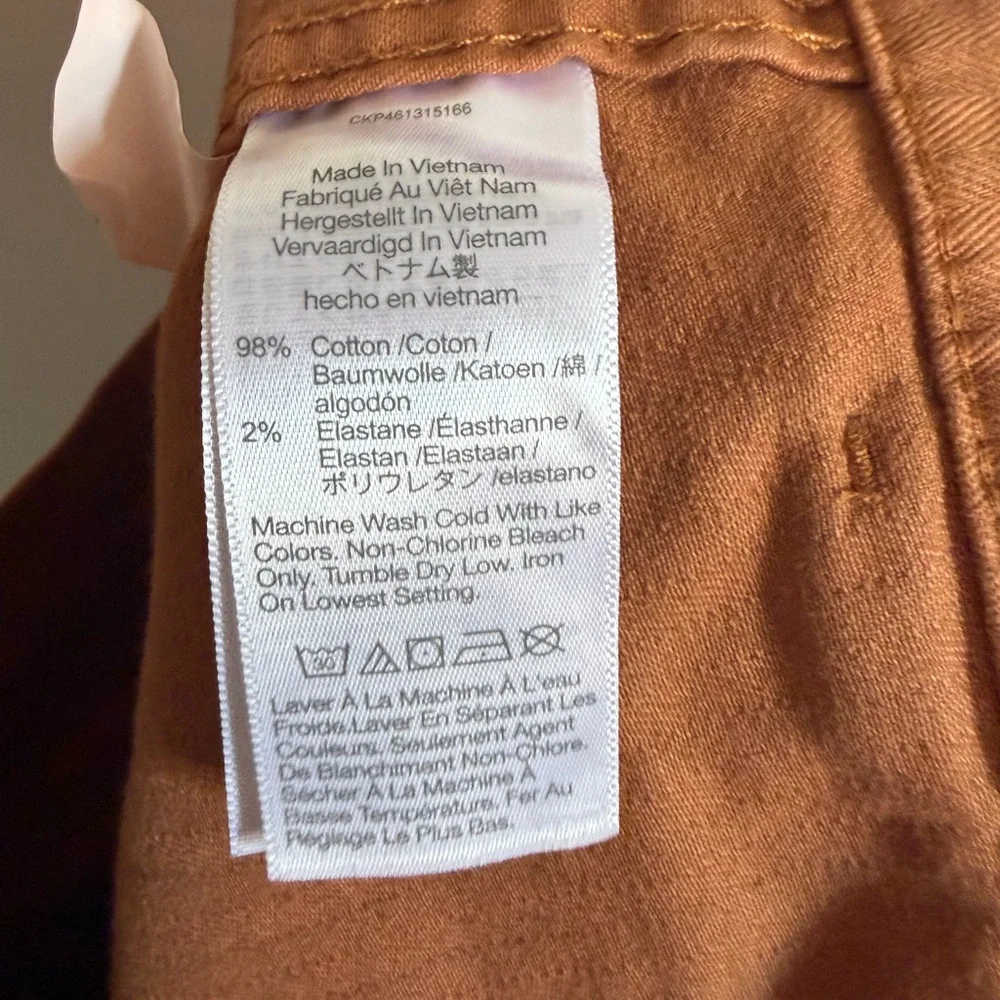 CKP461315166
Made In Vietnam
Fabriqué Au Viêt Nam
Hergestellt In Vietnam
Vervaardigd In Vietnam
ベトナム製
hecho en vietnam
98% Cotton /Coton /
Baumwolle /Katoen /綿 /
algodón
2% Elastane /Élasthanne /
Elastan /Elastaan /
ポリウレタン /elastano
Machine Wash Cold With Like
Colors. Non-Chlorine Bleach
Only. Tumble Dry Low. Iron
On Lowest Setting.
30
Laver À La Machine À L'eau
Froide.Laver En Séparant Les
Couleurs. Seulement Agent
De Blanchiment Non-Chlore.
Sécher À La Machine À
Basse Température. Fer Au
Réglage Le Plus Bas.